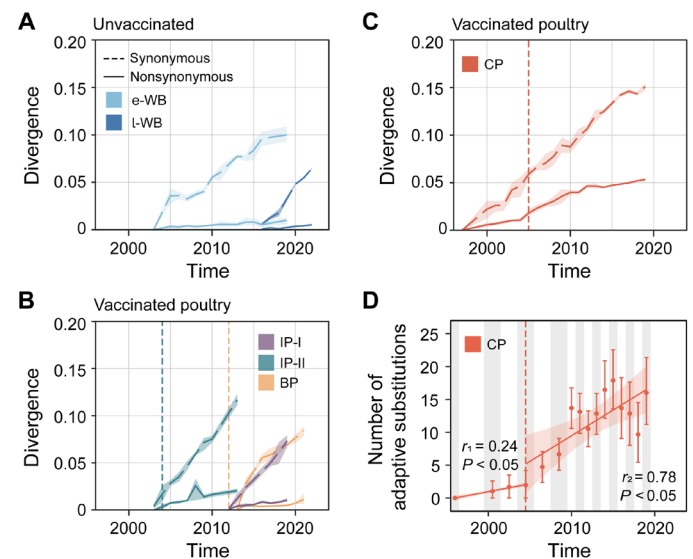 A
Unvaccinated
0.20
0.15
0.10
0.05
0
Divergence
Synonymous
Nonsynonymous
e-WB
l-WB
2000
2010
2020
Time
C
Vaccinated poultry
0.20
0.15
0.10
0.05
0
Divergence
CP
2000
2010
2020
Time
B
Vaccinated poultry
0.20
0.15
0.10
0.05
0
Divergence
IP-I
IP-II
BP
2000
2010
2020
Time
D
25
20
15
10
5
0
Number of
adaptive substitutions
CP
r₁ = 0.24
P < 0.05
r₂ = 0.78
P < 0.05
2000
2010
2020
Time